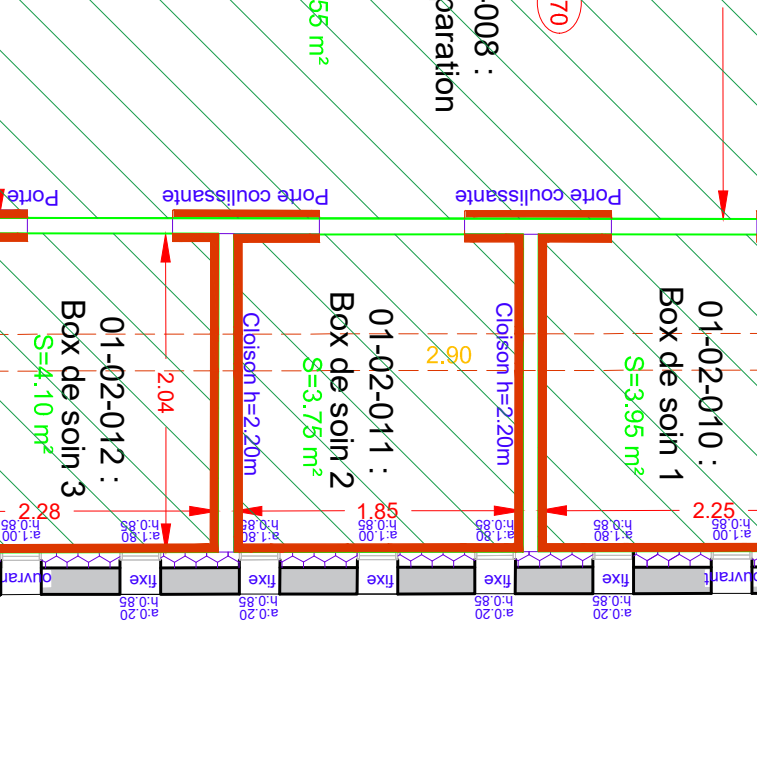 55 m²
-008 :
paration
70
Porte
Porte coulissante
Porte coulissante
01-02-012 :
Box de soin 3
S=4.10 m²
2.04
Cloison h=2.20m
01-02-011 :
Box de soin 2
S=3.75 m²
2.90
Cloison h=2.20m
01-02-010 :
Box de soin 1
S=3.95 m²
2.28
1.85
2.25
a:1.00
h:0.85
a:1.80
h:0.85
a:1.80
h:0.85
a:1.00
h:0.85
a:1.80
h:0.85
a:1.80
h:0.85
a:1.00
h:0.85
ouvrant
fixe
fixe
fixe
fixe
fixe
ouvrant
a:0.20
h:0.85
a:0.20
h:0.85
a:0.20
h:0.85
a:0.20
h:0.85